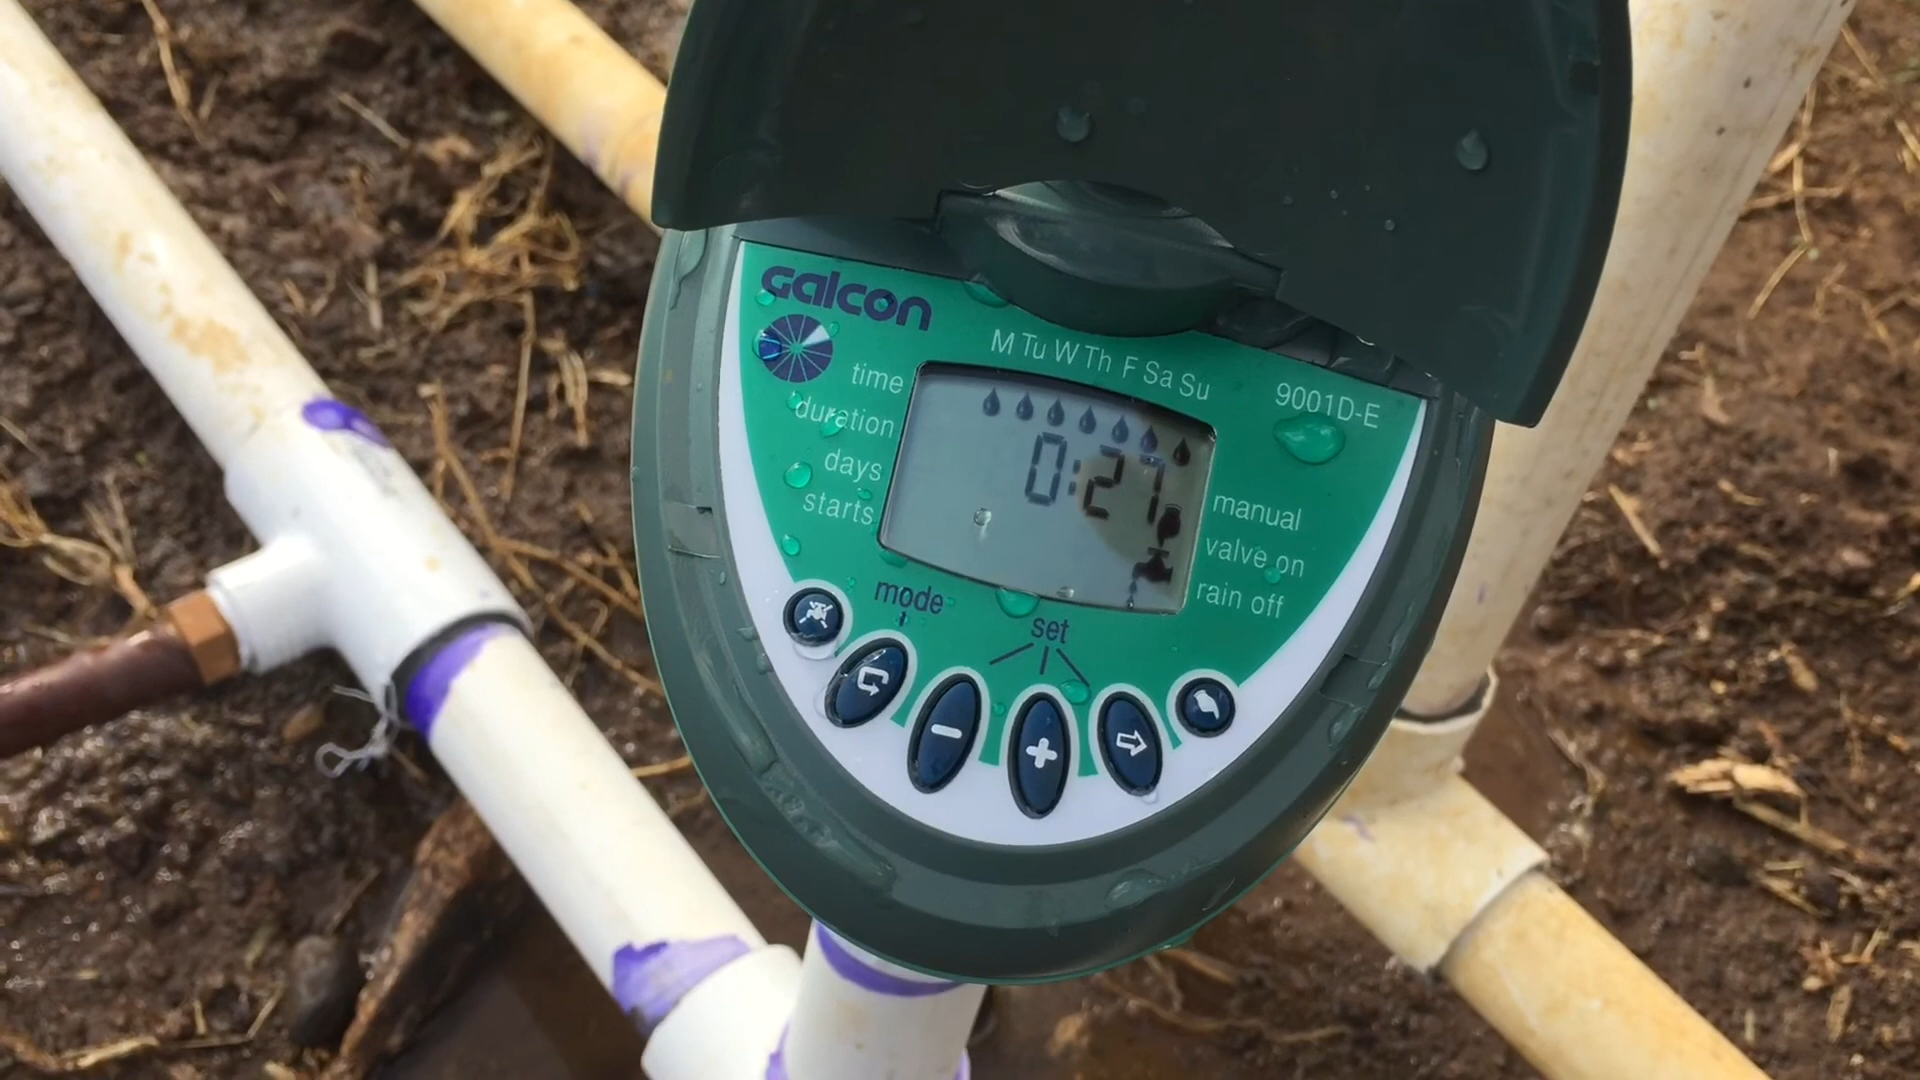 Galcon
M Tu W Th F Sa Su
9001D-E
time
duration
days
starts
0:27
manual
valve on
rain off
mode
set